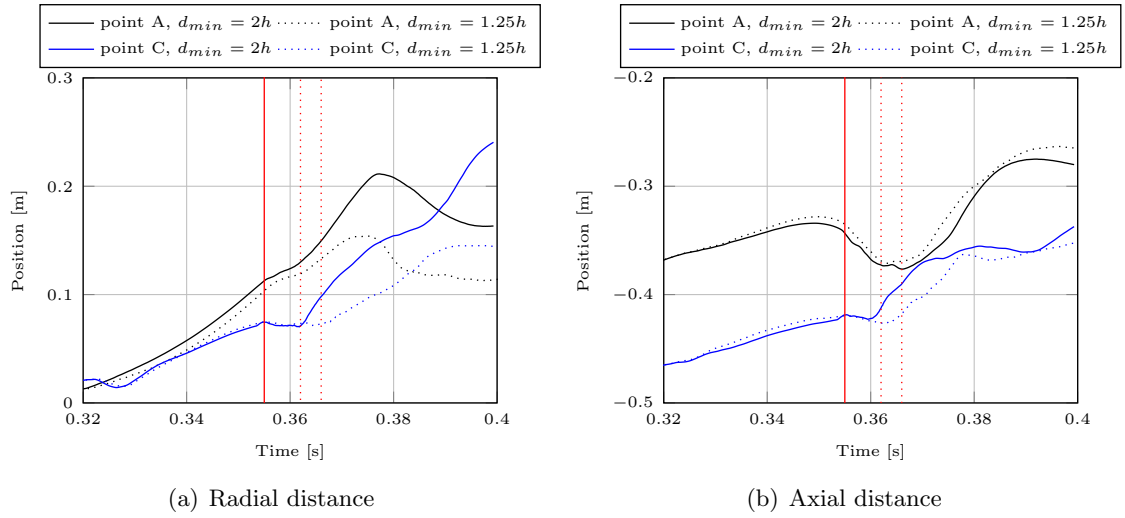 point A, d_min = 2h point A, d_min = 1.25h
point C, d_min = 2h point C, d_min = 1.25h
0.3
0.2
0.1
0
Position [m]
0.32 0.34 0.36 0.38 0.4
Time [s]
(a) Radial distance
point A, d_min = 2h point A, d_min = 1.25h
point C, d_min = 2h point C, d_min = 1.25h
−0.2
−0.3
−0.4
−0.5
Position [m]
0.32 0.34 0.36 0.38 0.4
Time [s]
(b) Axial distance